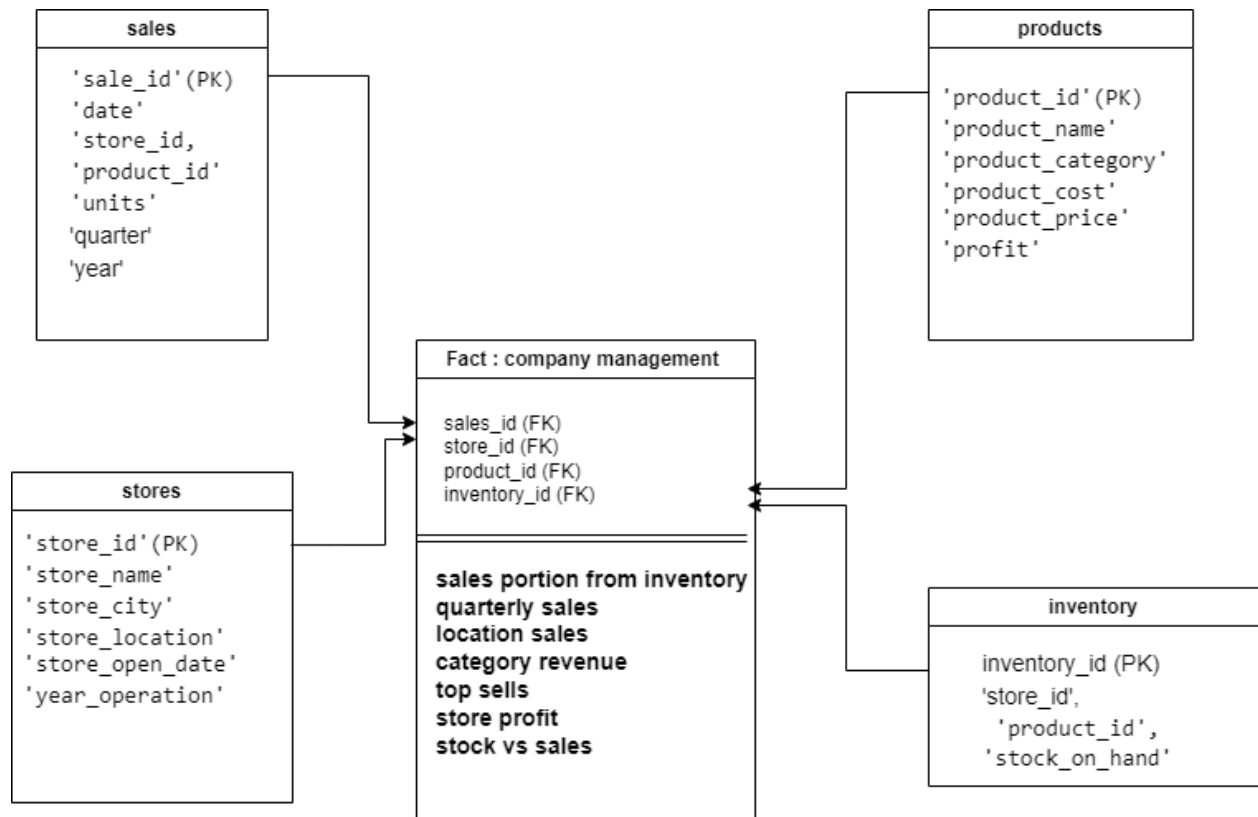 sales
'sale_id'(PK)
'date'
'store_id,
'product_id'
'units'
'quarter'
'year'
products
'product_id'(PK)
'product_name'
'product_category'
'product_cost'
'product_price'
'profit'
Fact : company management
sales_id (FK)
store_id (FK)
product_id (FK)
inventory_id (FK)
sales portion from inventory
quarterly sales
location sales
category revenue
top sells
store profit
stock vs sales
stores
'store_id'(PK)
'store_name'
'store_city'
'store_location'
'store_open_date'
'year_operation'
inventory
inventory_id (PK)
'store_id',
'product_id',
'stock_on_hand'